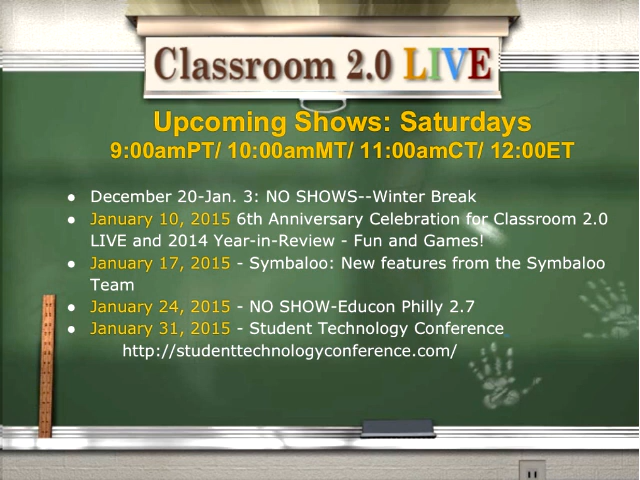 Classroom 2.0 LIVE
Upcoming Shows: Saturdays
9:00amPT/ 10:00amMT/ 11:00amCT/ 12:00ET
● December 20-Jan. 3: NO SHOWS--Winter Break
● January 10, 2015 6th Anniversary Celebration for Classroom 2.0
LIVE and 2014 Year-in-Review - Fun and Games!
● January 17, 2015 - Symbaloo: New features from the Symbaloo
Team
● January 24, 2015 - NO SHOW-Educon Philly 2.7
● January 31, 2015 - Student Technology Conference
http://studenttechnologyconference.com/